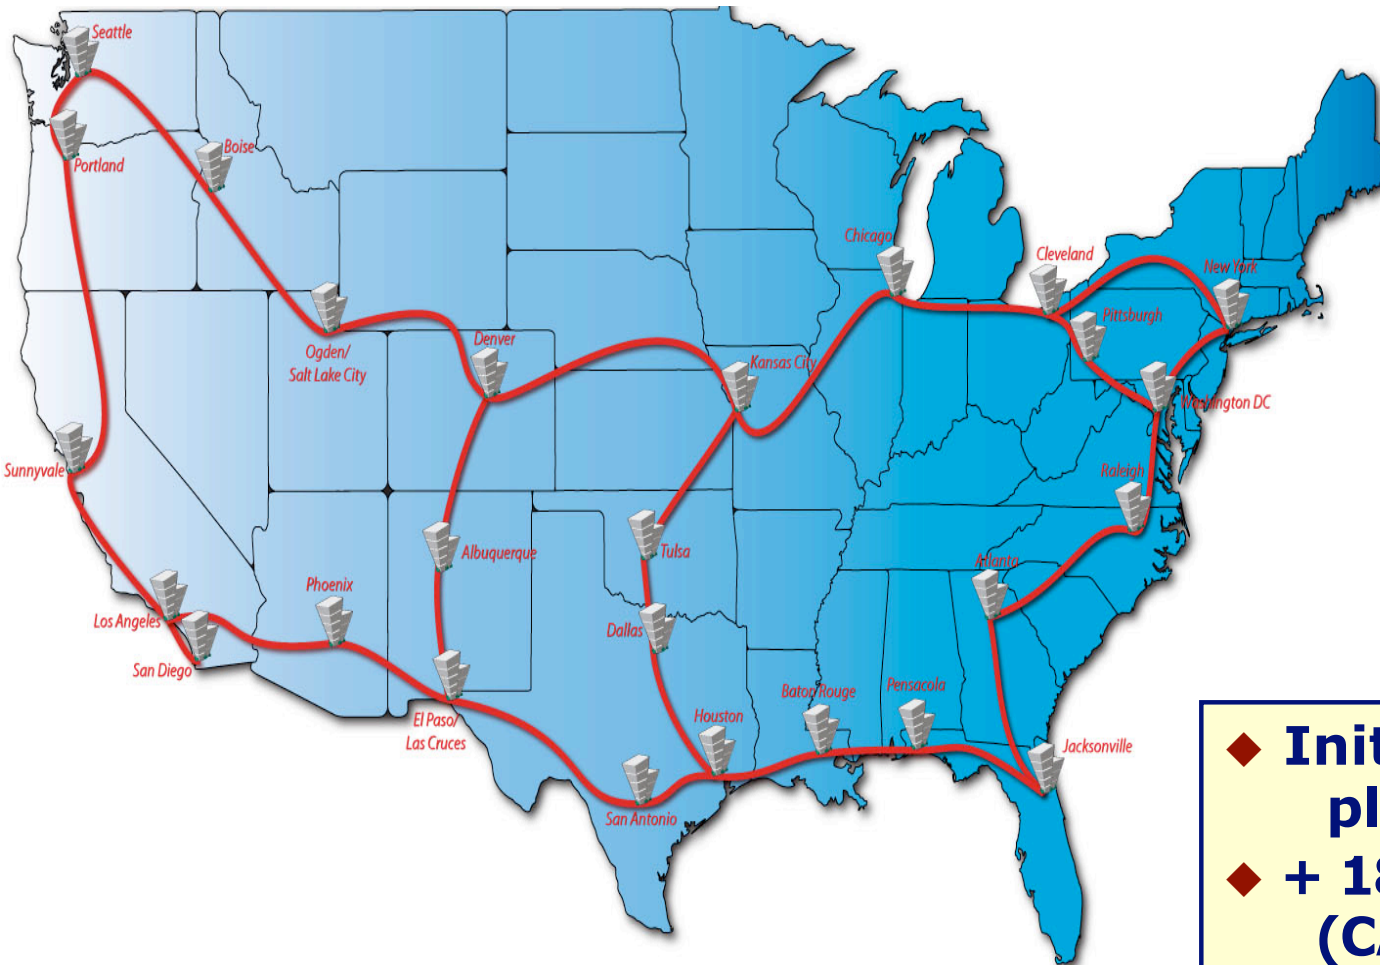 Seattle
Boise
Portland
Chicago
Cleveland
New York
Pittsburgh
Ogden/
Salt Lake City
Denver
Kansas City
Washington DC
Sunnyvale
Raleigh
Albuquerque
Tulsa
Atlanta
Phoenix
Los Angeles
Dallas
San Diego
Baton Rouge
Pensacola
El Paso/
Las Cruces
Houston
Jacksonville
San Antonio
◆ Init
pl
◆ + 18
(CA